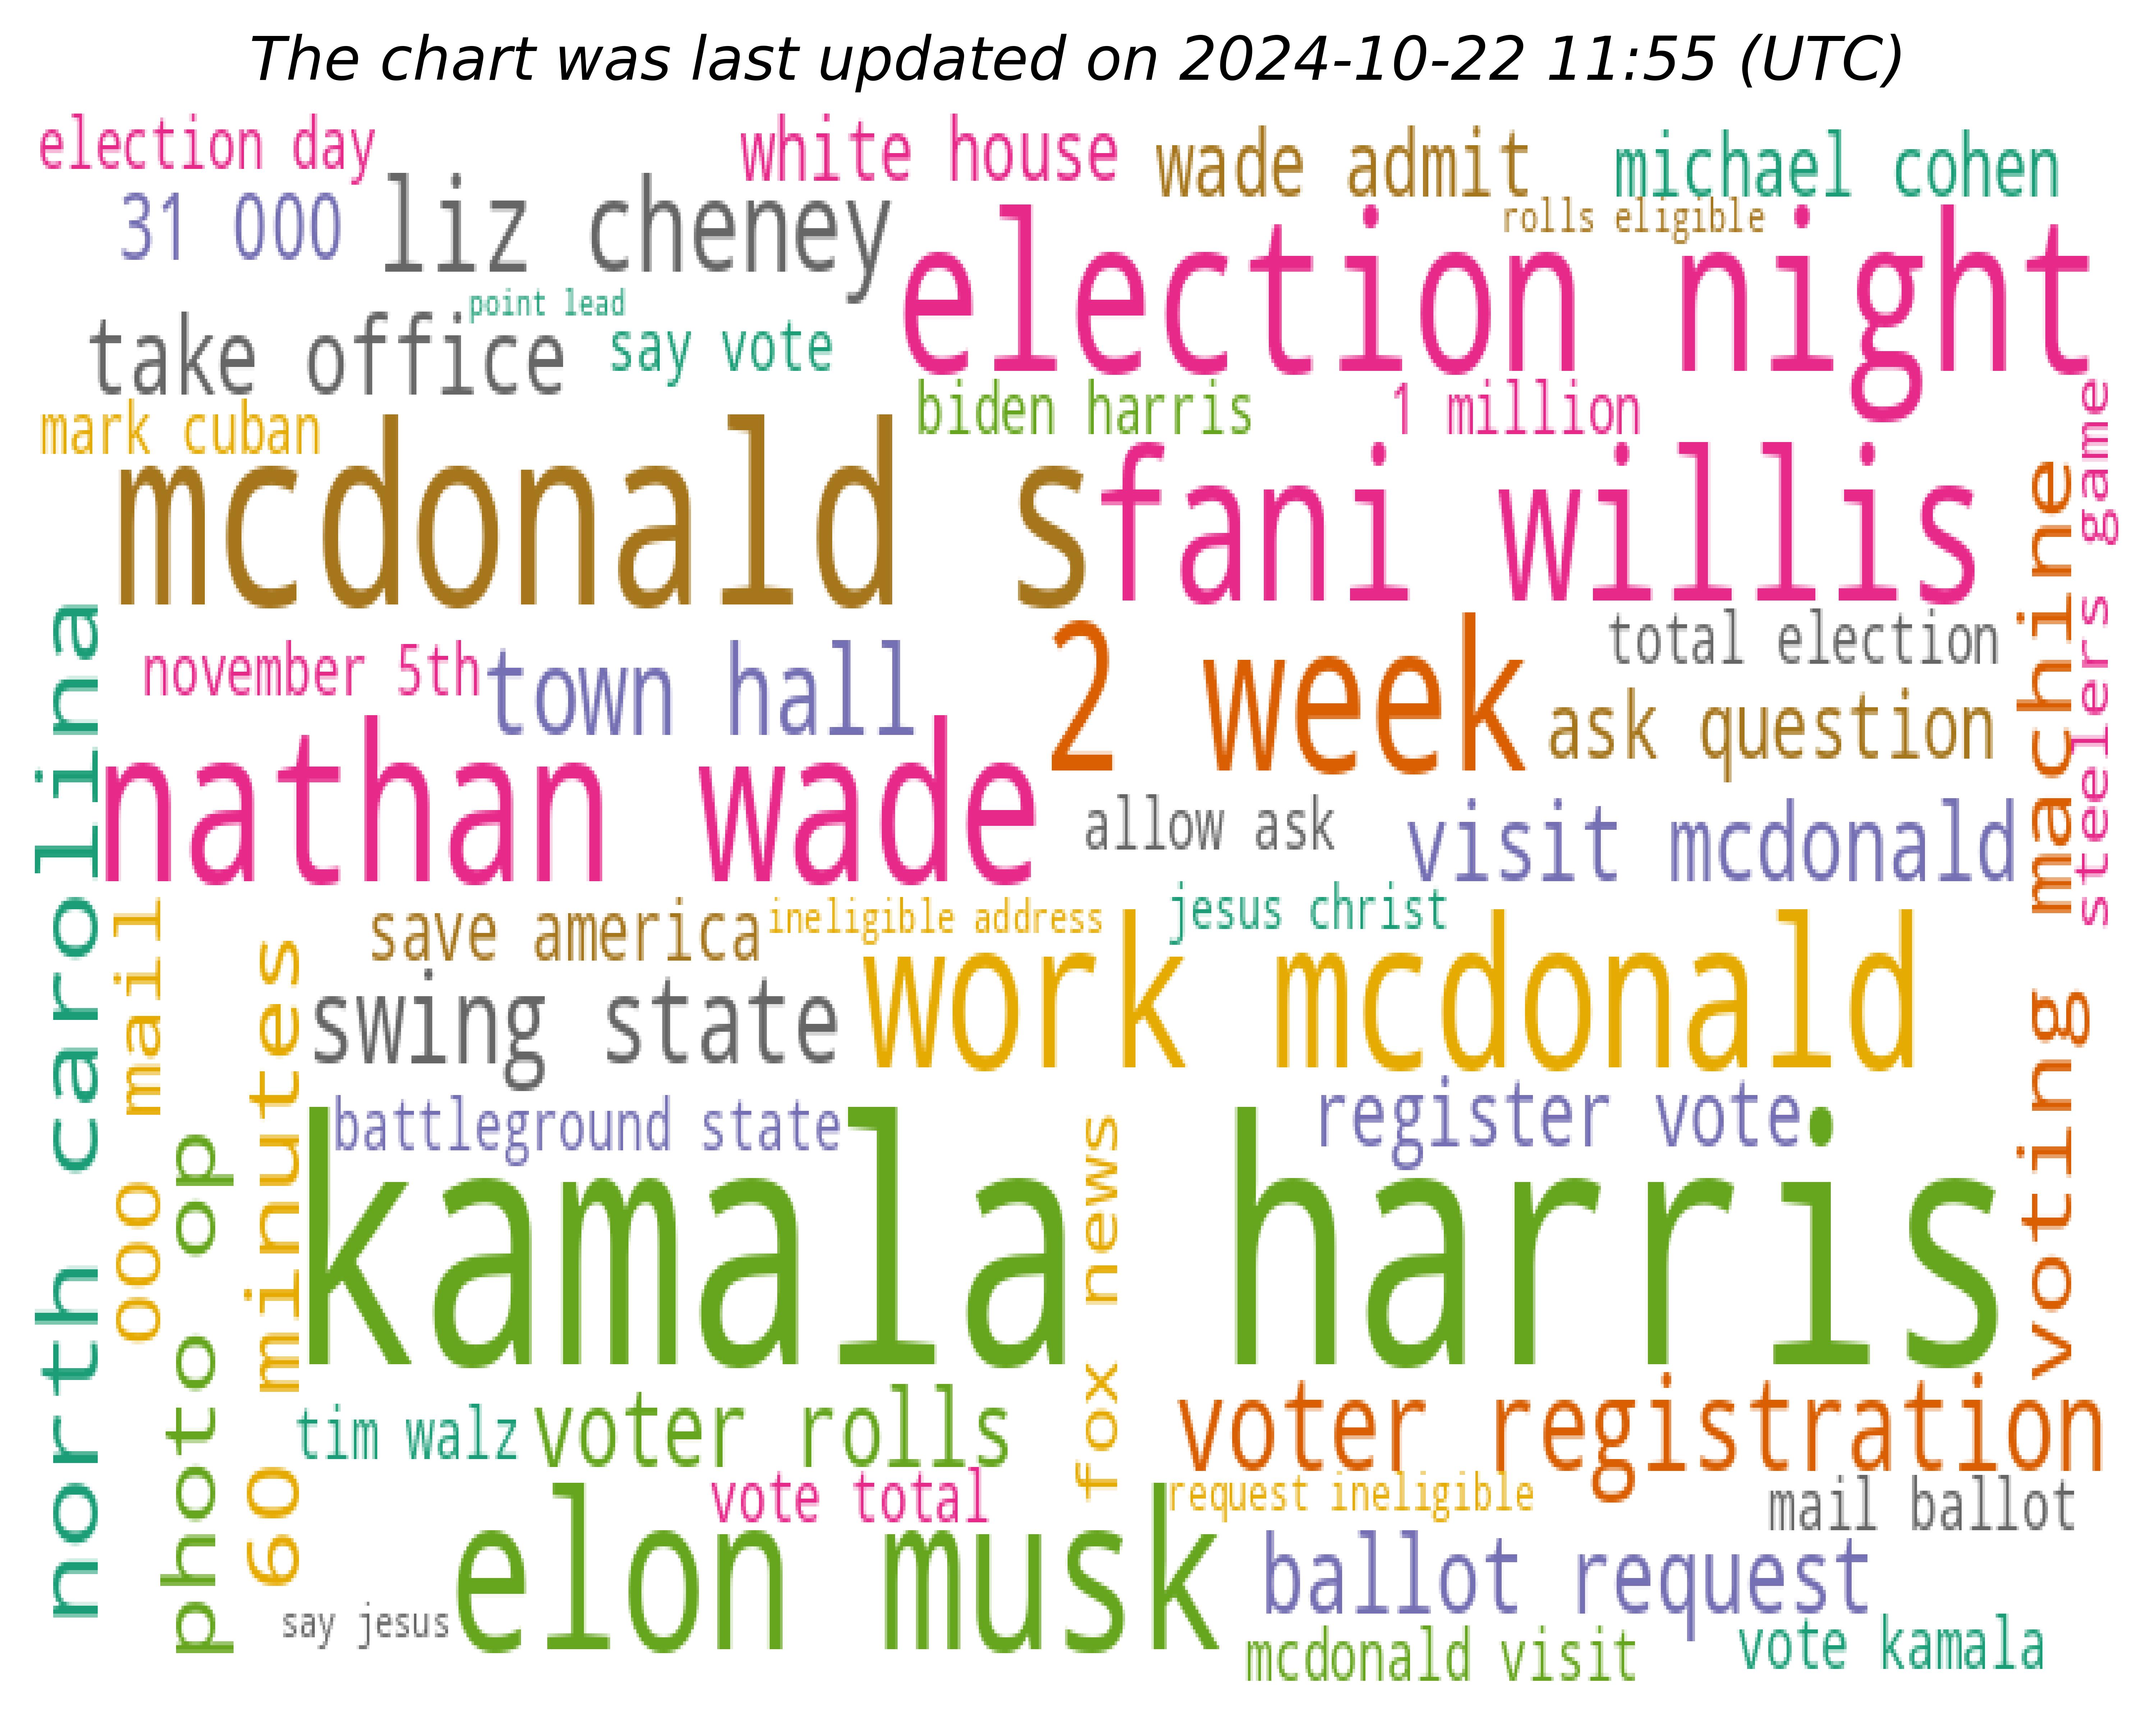 The chart was last updated on 2024-10-22 11:55 (UTC)
election day
white house
wade admit
michael cohen
31 000
liz cheney
rolls eligible
election night
point lead
take office
say vote
mark cuban
biden harris
1 million
mcdonald s
fani willis
steelers game
voting machine
north carolina
november 5th
town hall
2 week
total election
ask question
nathan wade
allow ask
visit mcdonald
000 mail
60 minutes
save america
ineligible address
jesus christ
swing state
work mcdonald
photo op
battleground state
fox news
register vote
kamala harris
tim walz
voter rolls
voter registration
vote total
request ineligible
mail ballot
say jesus
elon musk
ballot request
mcdonald visit
vote kamala